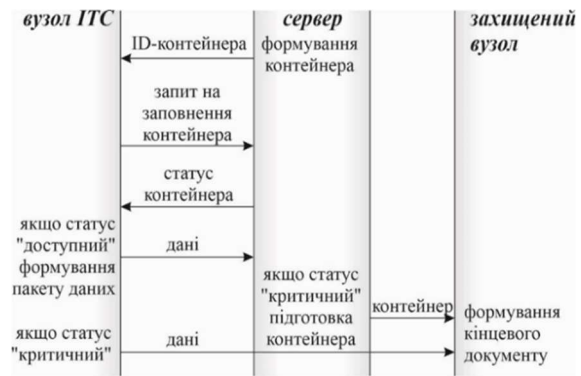 вузол ІТС
сервер
захищений
вузол
ID-контейнера
формування
контейнера
запит на
заповнення
контейнера
статус
контейнера
якщо статус
"доступний"
формування
пакету даних
дані
якщо статус
"критичний"
підготовка
контейнера
контейнер
формування
кінцевого
документу
якщо статус
"критичний"
дані